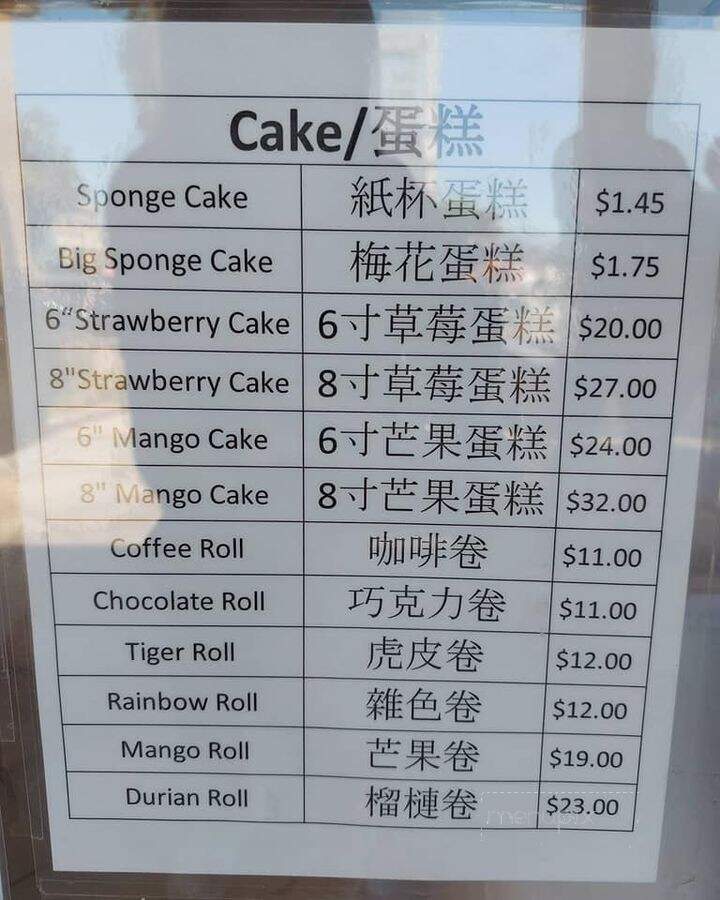 Cake/蛋糕
Sponge Cake 紙杯蛋糕 $1.45
Big Sponge Cake 梅花蛋糕 $1.75
6“Strawberry Cake 6寸草莓蛋糕 $20.00
8"Strawberry Cake 8寸草莓蛋糕 $27.00
6" Mango Cake 6寸芒果蛋糕 $24.00
8" Mango Cake 8寸芒果蛋糕 $32.00
Coffee Roll 咖啡卷 $11.00
Chocolate Roll 巧克力卷 $11.00
Tiger Roll 虎皮卷 $12.00
Rainbow Roll 雜色卷 $12.00
Mango Roll 芒果卷 $19.00
Durian Roll 榴槤卷 $23.00
menupix